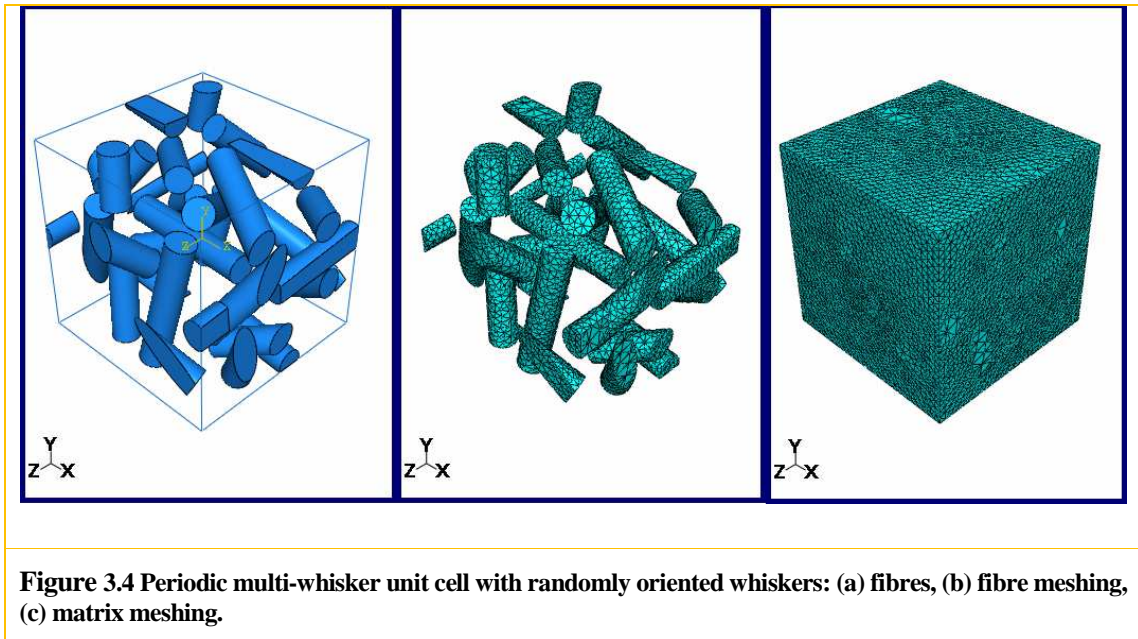 Y
Z X
Y
Z X
Y
Z X
Y
Z X
Figure 3.4 Periodic multi-whisker unit cell with randomly oriented whiskers: (a) fibres, (b) fibre meshing,
(c) matrix meshing.